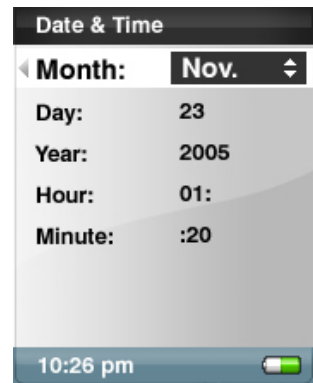 Date & Time
Month: Nov.
Day: 23
Year: 2005
Hour: 01:
Minute: :20
10:26 pm